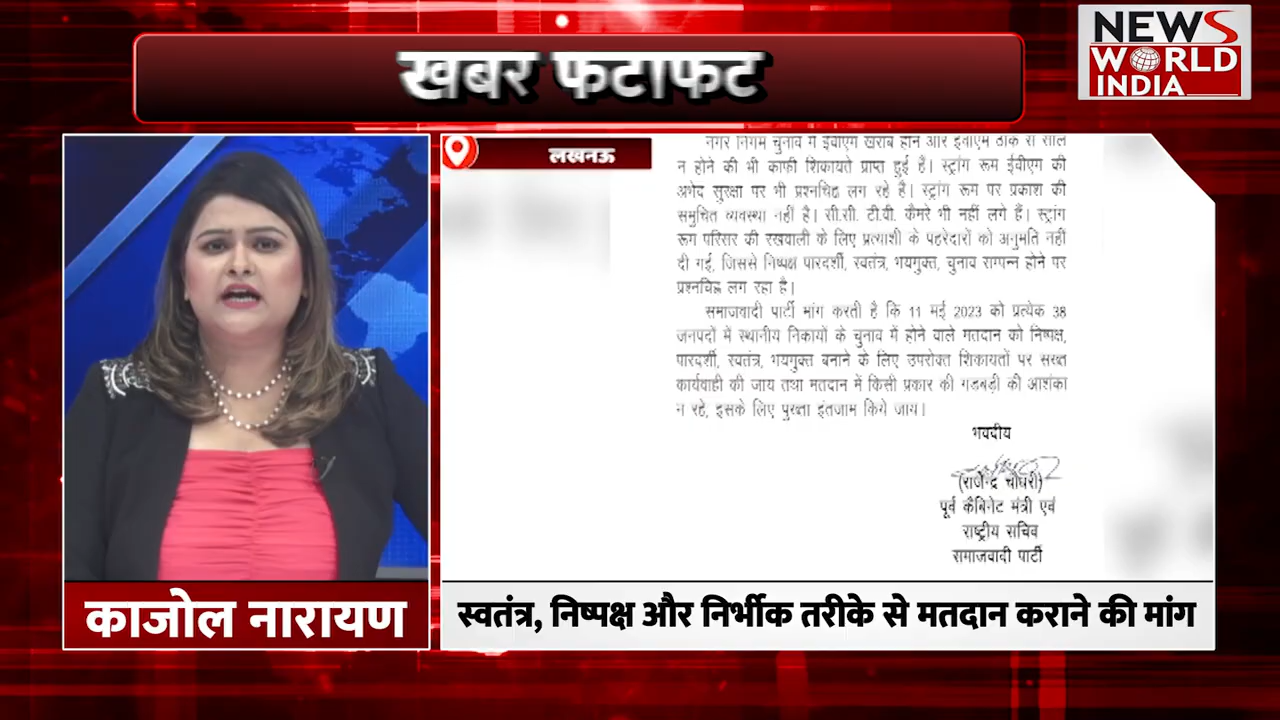 खबर फटाफट
NEWS
WORLD
INDIA
लखनऊ
नगर निगम चुनाव में ईवीएम खराब होने और ईवीएम ठीक से सील
न होने की भी काफी शिकायते प्राप्त हुई हैं। स्ट्रांग रूम ईवीएम की
अभेद सुरक्षा पर भी प्रश्नचिह्न लग रहे है। स्ट्रांग रूम पर प्रकाश की
समुचित व्यवस्था नहीं है। सी.सी. टी.वी. कैमरे भी नहीं लगे हैं। स्ट्रांग
रूम परिसर की रखवाली के लिए प्रत्याशी के पहरेदारों को अनुमति नहीं
दी गई, जिससे निष्पक्ष पारदर्शी, स्वतंत्र, भयमुक्त, चुनाव सम्पन्न होने पर
प्रश्नचिह्न लग रहा है।
समाजवादी पार्टी मांग करती है कि 11 मई 2023 को प्रत्येक 38
जनपदों में स्थानीय निकायों के चुनाव में होने वाले मतदान को निष्पक्ष,
पारदर्शी, स्वतंत्र, भयमुक्त बनाने के लिए उपरोक्त शिकायतों पर सख्त
कार्यवाही की जाय तथा मतदान में किसी प्रकार की गडबड़ी की आशंका
न रहे, इसके लिए पुख्ता इंतजाम किये जाय।
भवदीय
(राजेन्द्र चौधरी)
पूर्व कैबिनेट मंत्री एवं
राष्ट्रीय सचिव
समाजवादी पार्टी
काजोल नारायण
स्वतंत्र, निष्पक्ष और निर्भीक तरीके से मतदान कराने की मांग